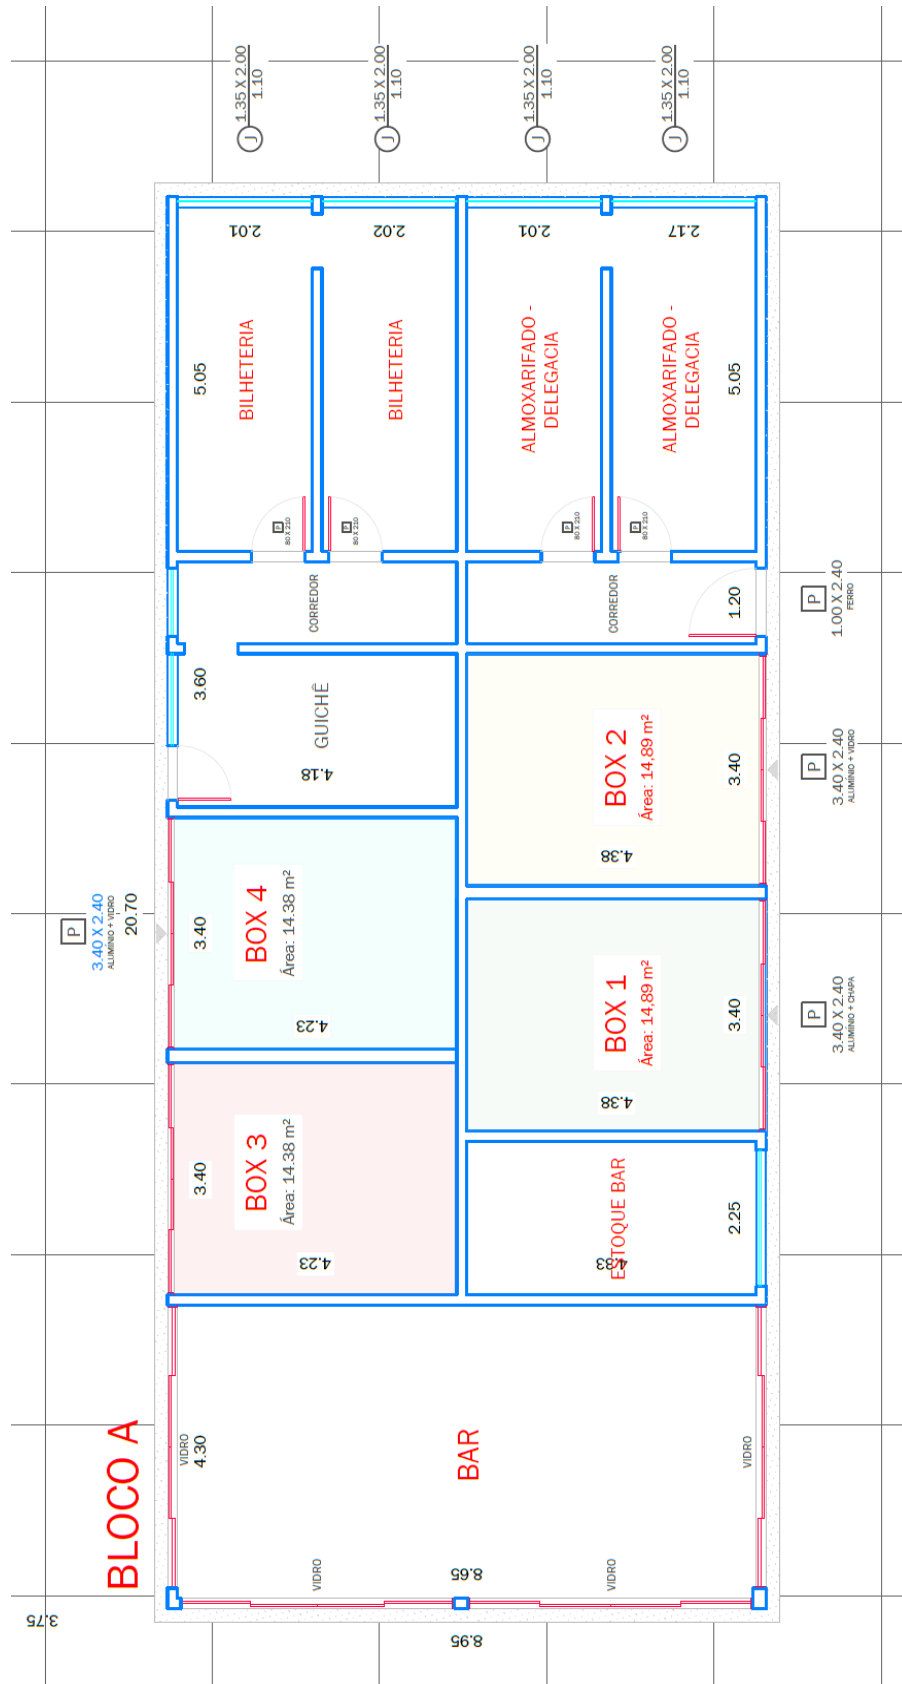 1.35 X 2.00
1.10
J
1.35 X 2.00
1.10
J
1.35 X 2.00
1.10
J
1.35 X 2.00
1.10
J
2.01
2.02
2.01
2.17
5.05
BILHETERIA
BILHETERIA
ALMOXARIFADO -
DELEGACIA
ALMOXARIFADO -
DELEGACIA
5.05
P
80 X 210
P
80 X 210
P
80 X 210
P
80 X 210
CORREDOR
CORREDOR
1.20
P
1.00 X 2.40
FERRO
3.60
GUICHÊ
4.18
BOX 2
Área: 14,89 m²
3.40
4.38
P
3.40 X 2.40
ALUMÍNIO + VIDRO
P
3.40 X 2.40
ALUMÍNIO + VIDRO
20.70
3.40
BOX 4
Área: 14.38 m²
4.23
BOX 1
Área: 14,89 m²
3.40
4.38
P
3.40 X 2.40
ALUMÍNIO + CHAPA
3.40
BOX 3
Área: 14.38 m²
4.23
ESTOQUE BAR
4.33
2.25
BLOCO A
VIDRO
4.30
BAR
VIDRO
VIDRO
8.65
VIDRO
3.75
8.95